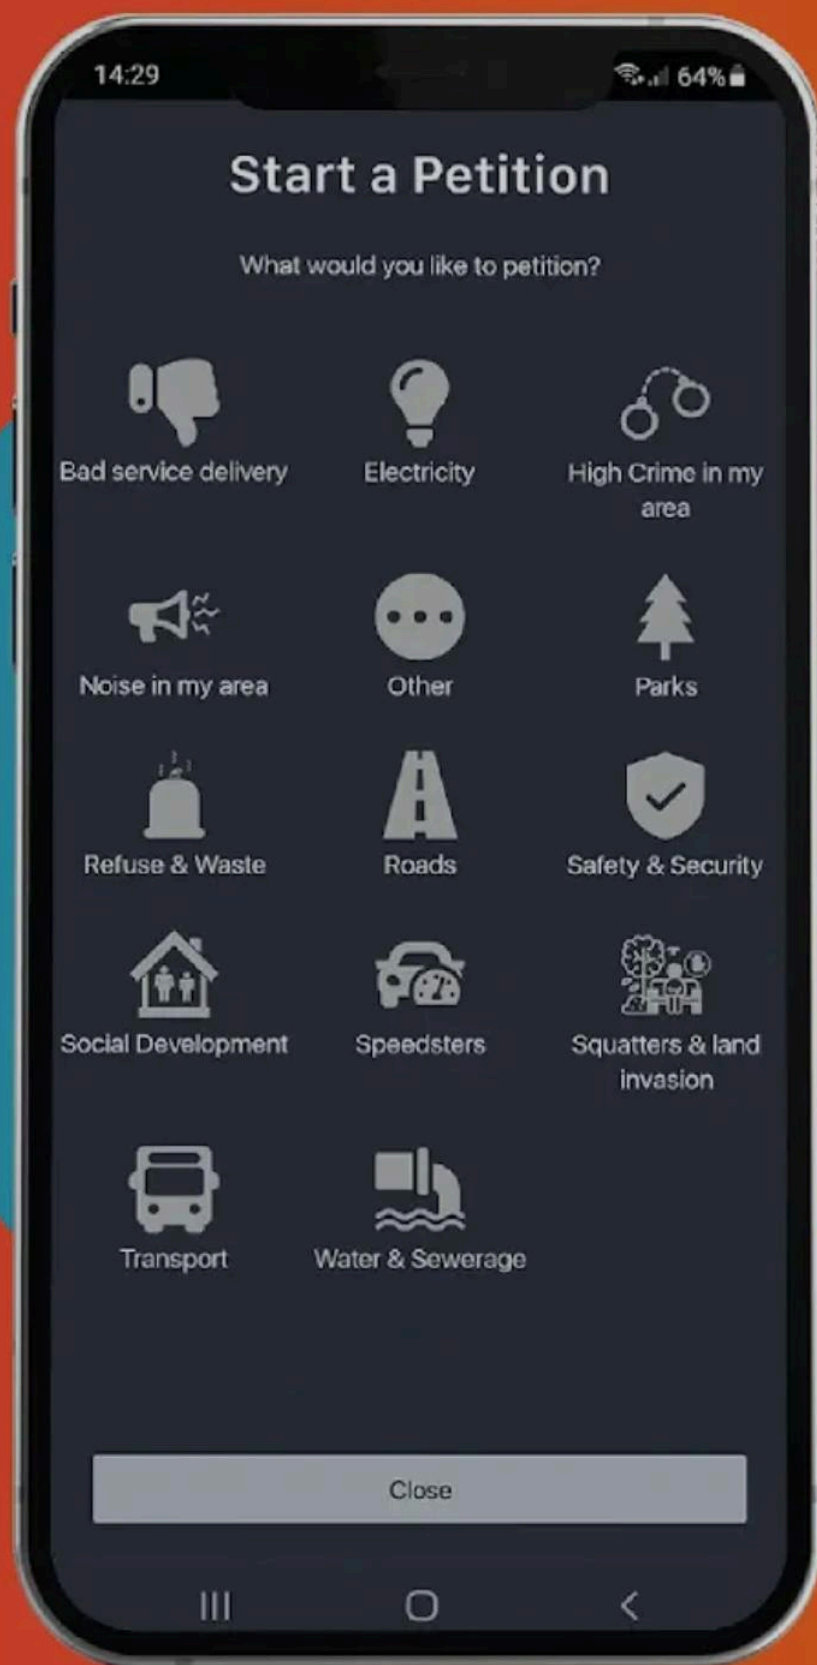 14:29
64%
Start a Petition
What would you like to petition?
Bad service delivery
Electricity
High Crime in my
area
Noise in my area
Other
Parks
Refuse & Waste
Roads
Safety & Security
Social Development
Speedsters
Squatters & land
invasion
Transport
Water & Sewerage
Close